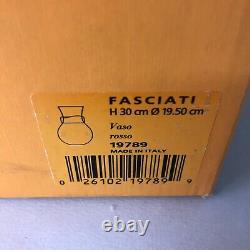 FASCIATI
H 30 cm Ø 19.50 cm
Vaso
rosso
19789
MADE IN ITALY
0 26102 19789 9